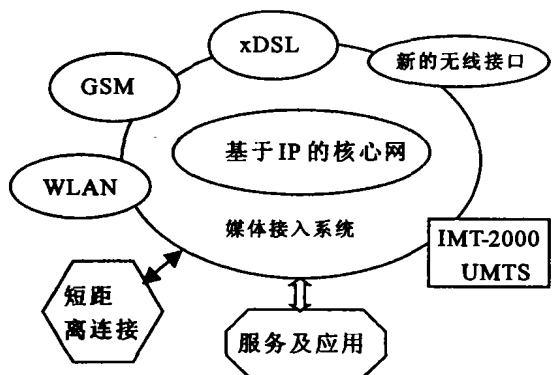 xDSL
新的无线接口
GSM
基于IP的核心网
WLAN
媒体接入系统
IMT-2000
UMTS
短距
离连接
服务及应用